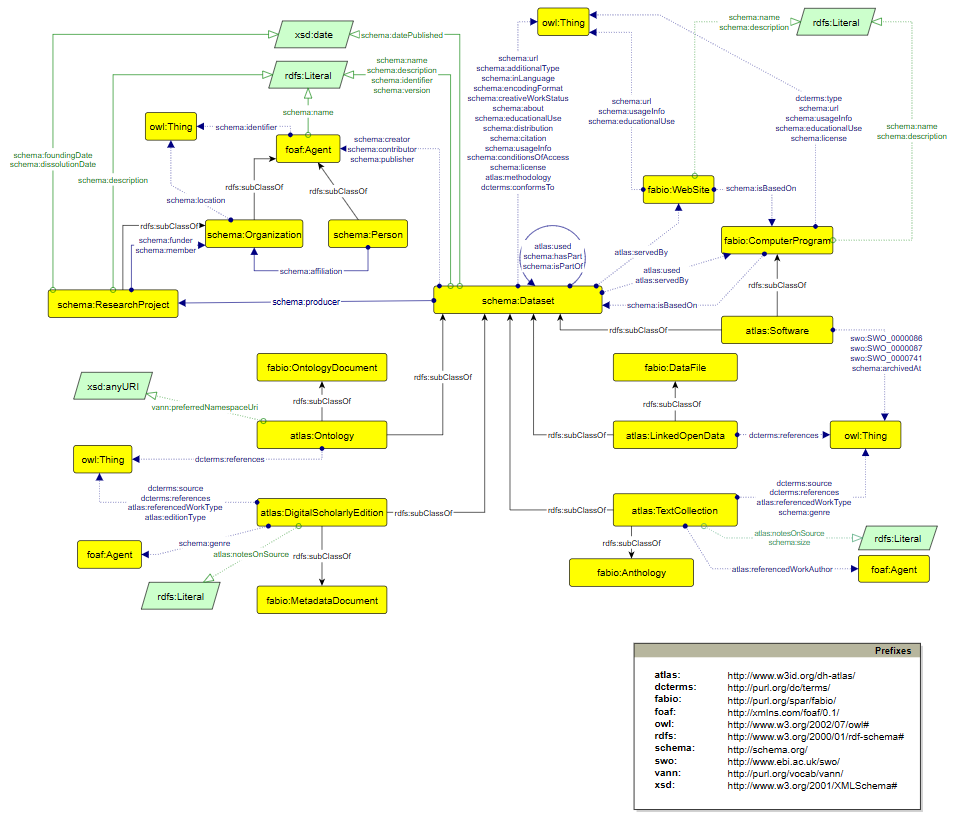 owl:Thing
xsd:date
schema:datePublished
schema:name
schema:description
rdfs:Literal
rdfs:Literal
schema:name
schema:description
schema:identifier
schema:version
schema:url
schema:additionalType
schema:inLanguage
schema:encodingFormat
schema:creativeWorkStatus
schema:about
schema:educationalUse
schema:distribution
schema:citation
schema:usageInfo
schema:conditionsOfAccess
schema:license
atlas:methodology
dcterms:conformsTo
schema:url
schema:usageInfo
schema:educationalUse
dcterms:type
schema:url
schema:usageInfo
schema:educationalUse
schema:license
schema:name
schema:description
schema:name
owl:Thing
schema:identifier
foaf:Agent
schema:creator
schema:contributor
schema:publisher
schema:foundingDate
schema:dissolutionDate
schema:description
rdfs:subClassOf
rdfs:subClassOf
schema:location
fabio:WebSite
schema:isBasedOn
rdfs:subClassOf
schema:funder
schema:member
schema:Organization
schema:Person
schema:affiliation
atlas:used
schema:hasPart
schema:isPartOf
atlas:servedBy
fabio:ComputerProgram
atlas:used
atlas:servedBy
rdfs:subClassOf
schema:ResearchProject
schema:producer
schema:Dataset
schema:isBasedOn
rdfs:subClassOf
atlas:Software
swo:SWO_0000086
swo:SWO_0000087
swo:SWO_0000741
schema:archivedAt
fabio:OntologyDocument
rdfs:subClassOf
fabio:DataFile
xsd:anyURI
vann:preferredNamespaceUri
rdfs:subClassOf
rdfs:subClassOf
atlas:Ontology
rdfs:subClassOf
atlas:LinkedOpenData
dcterms:references
owl:Thing
owl:Thing
dcterms:references
dcterms:source
dcterms:references
atlas:referencedWorkType
atlas:editionType
atlas:DigitalScholarlyEdition
rdfs:subClassOf
rdfs:subClassOf
atlas:TextCollection
dcterms:source
dcterms:references
atlas:referencedWorkType
schema:genre
foaf:Agent
schema:genre
atlas:notesOnSource
rdfs:subClassOf
rdfs:subClassOf
atlas:notesOnSource
schema:size
rdfs:Literal
rdfs:Literal
fabio:MetadataDocument
fabio:Anthology
atlas:referencedWorkAuthor
foaf:Agent
Prefixes
atlas: http://www.w3id.org/dh-atlas/
dcterms: http://purl.org/dc/terms/
fabio: http://purl.org/spar/fabio/
foaf: http://xmlns.com/foaf/0.1/
owl: http://www.w3.org/2002/07/owl#
rdfs: http://www.w3.org/2000/01/rdf-schema#
schema: http://schema.org/
swo: http://www.ebi.ac.uk/swo/
vann: http://purl.org/vocab/vann/
xsd: http://www.w3.org/2001/XMLSchema#